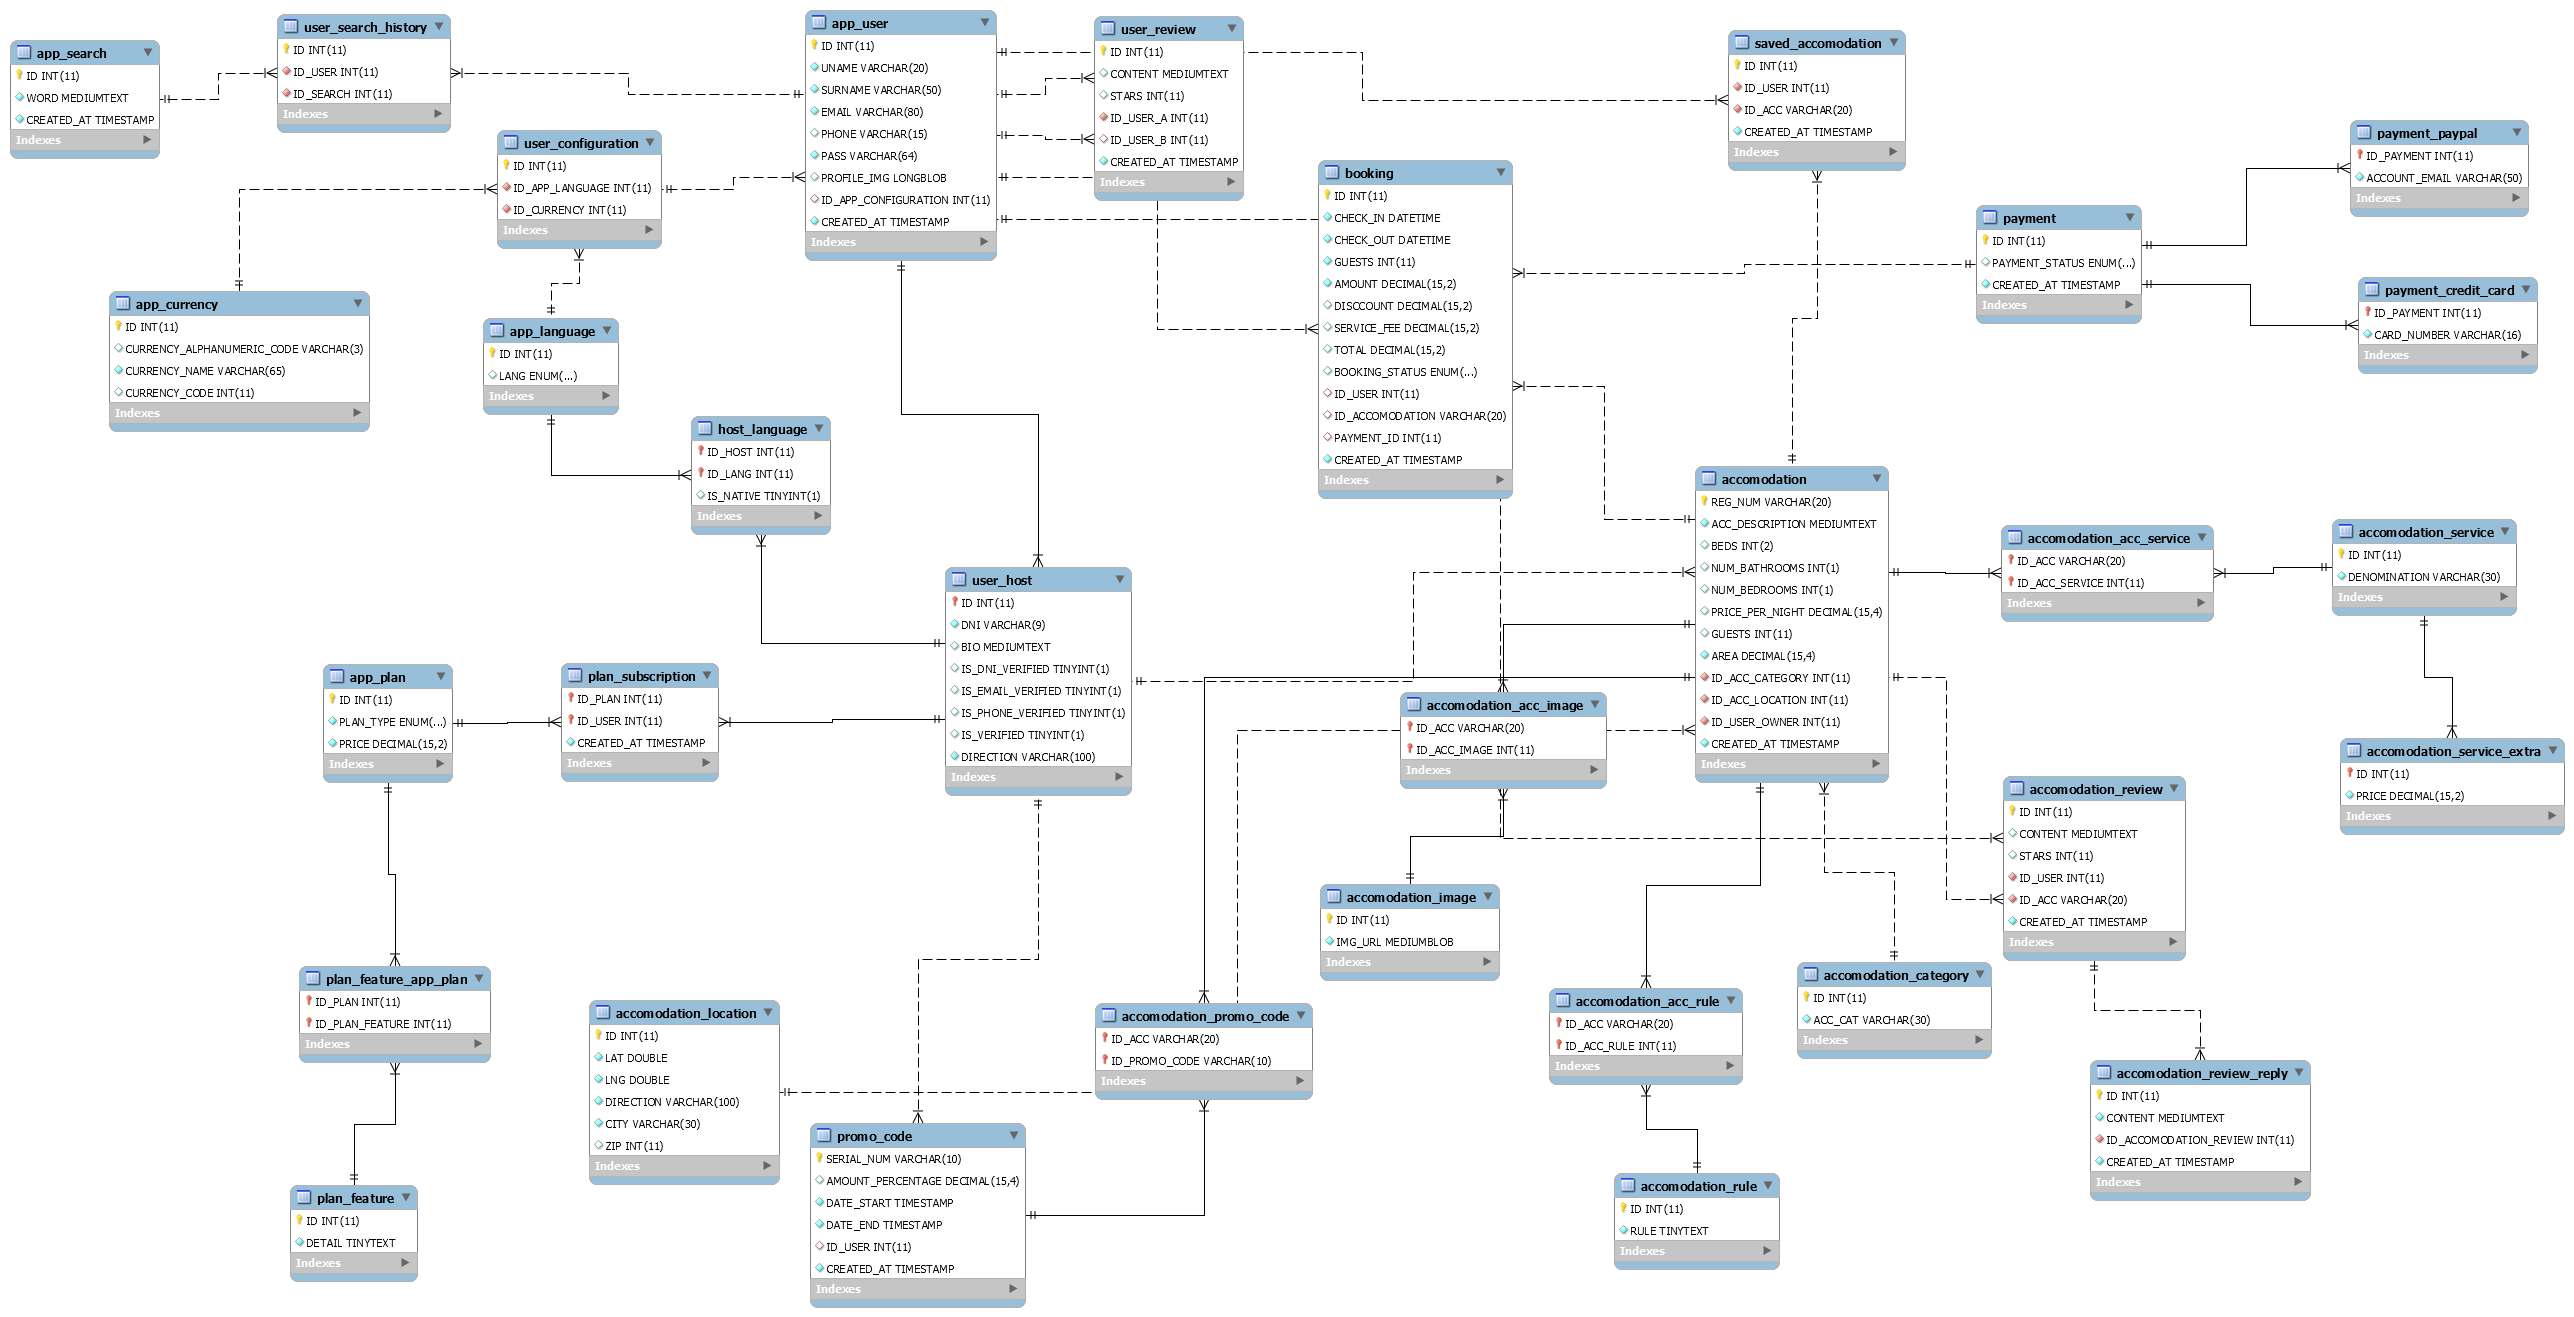 app_search
ID INT(11)
WORD MEDIUMTEXT
CREATED_AT TIMESTAMP
Indexes
user_search_history
ID INT(11)
ID_USER INT(11)
ID_SEARCH INT(11)
Indexes
app_user
ID INT(11)
UNAME VARCHAR(20)
SURNAME VARCHAR(50)
EMAIL VARCHAR(80)
PHONE VARCHAR(15)
PASS VARCHAR(64)
PROFILE_IMG LONGBLOB
ID_APP_CONFIGURATION INT(11)
CREATED_AT TIMESTAMP
Indexes
user_review
ID INT(11)
CONTENT MEDIUMTEXT
STARS INT(11)
ID_USER_A INT(11)
ID_USER_B INT(11)
CREATED_AT TIMESTAMP
Indexes
saved_accomodation
ID INT(11)
ID_USER INT(11)
ID_ACC VARCHAR(20)
CREATED_AT TIMESTAMP
Indexes
user_configuration
ID INT(11)
ID_APP_LANGUAGE INT(11)
ID_CURRENCY INT(11)
Indexes
booking
ID INT(11)
CHECK_IN DATETIME
CHECK_OUT DATETIME
GUESTS INT(11)
AMOUNT DECIMAL(15,2)
DISCCOUNT DECIMAL(15,2)
SERVICE_FEE DECIMAL(15,2)
TOTAL DECIMAL(15,2)
BOOKING_STATUS ENUM(...)
ID_USER INT(11)
ID_ACCOMODATION VARCHAR(20)
PAYMENT_ID INT(11)
CREATED_AT TIMESTAMP
Indexes
payment
ID INT(11)
PAYMENT_STATUS ENUM(...)
CREATED_AT TIMESTAMP
Indexes
payment_paypal
ID_PAYMENT INT(11)
ACCOUNT_EMAIL VARCHAR(50)
Indexes
payment_credit_card
ID_PAYMENT INT(11)
CARD_NUMBER VARCHAR(16)
Indexes
app_currency
ID INT(11)
CURRENCY_ALPHANUMERIC_CODE VARCHAR(3)
CURRENCY_NAME VARCHAR(65)
CURRENCY_CODE INT(11)
Indexes
app_language
ID INT(11)
LANG ENUM(...)
Indexes
host_language
ID_HOST INT(11)
ID_LANG INT(11)
IS_NATIVE TINYINT(1)
Indexes
accomodation
REG_NUM VARCHAR(20)
ACC_DESCRIPTION MEDIUMTEXT
BEDS INT(2)
NUM_BATHROOMS INT(1)
NUM_BEDROOMS INT(1)
PRICE_PER_NIGHT DECIMAL(15,4)
GUESTS INT(11)
AREA DECIMAL(15,4)
ID_ACC_CATEGORY INT(11)
ID_ACC_LOCATION INT(11)
ID_USER_OWNER INT(11)
CREATED_AT TIMESTAMP
Indexes
accomodation_acc_service
ID_ACC VARCHAR(20)
ID_ACC_SERVICE INT(11)
Indexes
accomodation_service
ID INT(11)
DENOMINATION VARCHAR(30)
Indexes
user_host
ID INT(11)
DNI VARCHAR(9)
BIO MEDIUMTEXT
IS_DNI_VERIFIED TINYINT(1)
IS_EMAIL_VERIFIED TINYINT(1)
IS_PHONE_VERIFIED TINYINT(1)
IS_VERIFIED TINYINT(1)
DIRECTION VARCHAR(100)
Indexes
app_plan
ID INT(11)
PLAN_TYPE ENUM(...)
PRICE DECIMAL(15,2)
Indexes
plan_subscription
ID_PLAN INT(11)
ID_USER INT(11)
CREATED_AT TIMESTAMP
Indexes
accomodation_acc_image
ID_ACC VARCHAR(20)
ID_ACC_IMAGE INT(11)
Indexes
accomodation_service_extra
ID INT(11)
PRICE DECIMAL(15,2)
Indexes
accomodation_review
ID INT(11)
CONTENT MEDIUMTEXT
STARS INT(11)
ID_USER INT(11)
ID_ACC VARCHAR(20)
CREATED_AT TIMESTAMP
Indexes
accomodation_image
ID INT(11)
IMG_URL MEDIUMBLOB
Indexes
plan_feature_app_plan
ID_PLAN INT(11)
ID_PLAN_FEATURE INT(11)
Indexes
accomodation_location
ID INT(11)
LAT DOUBLE
LNG DOUBLE
DIRECTION VARCHAR(100)
CITY VARCHAR(30)
ZIP INT(11)
Indexes
accomodation_promo_code
ID_ACC VARCHAR(20)
ID_PROMO_CODE VARCHAR(10)
Indexes
accomodation_acc_rule
ID_ACC VARCHAR(20)
ID_ACC_RULE INT(11)
Indexes
accomodation_category
ID INT(11)
ACC_CAT VARCHAR(30)
Indexes
accomodation_review_reply
ID INT(11)
CONTENT MEDIUMTEXT
ID_ACCOMODATION_REVIEW INT(11)
CREATED_AT TIMESTAMP
Indexes
promo_code
SERIAL_NUM VARCHAR(10)
AMOUNT_PERCENTAGE DECIMAL(15,4)
DATE_START TIMESTAMP
DATE_END TIMESTAMP
ID_USER INT(11)
CREATED_AT TIMESTAMP
Indexes
plan_feature
ID INT(11)
DETAIL TINYTEXT
Indexes
accomodation_rule
ID INT(11)
RULE TINYTEXT
Indexes